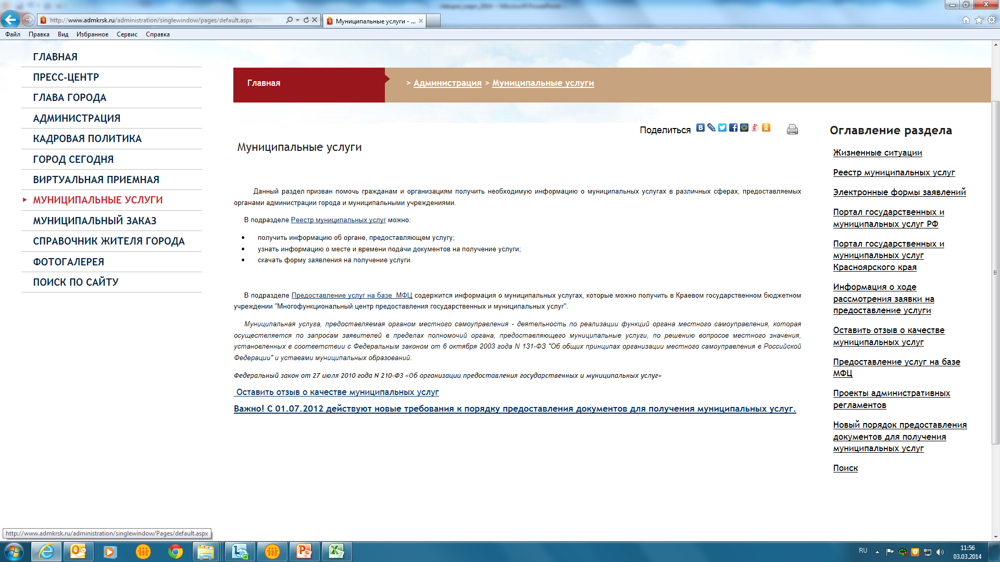 http://www.admkrsk.ru/administration/singlewindow/pages/default.aspx
Муниципальные услуги - ...
Файл Правка Вид Избранное Сервис Справка
ГЛАВНАЯ
ПРЕСС-ЦЕНТР
ГЛАВА ГОРОДА
АДМИНИСТРАЦИЯ
КАДРОВАЯ ПОЛИТИКА
ГОРОД СЕГОДНЯ
ВИРТУАЛЬНАЯ ПРИЕМНАЯ
МУНИЦИПАЛЬНЫЕ УСЛУГИ
МУНИЦИПАЛЬНЫЙ ЗАКАЗ
СПРАВОЧНИК ЖИТЕЛЯ ГОРОДА
ФОТОГАЛЕРЕЯ
ПОИСК ПО САЙТУ
Главная > Администрация > Муниципальные услуги
Поделиться
Муниципальные услуги
Данный раздел призван помочь гражданам и организациям получить необходимую информацию о муниципальных услугах в различных сферах, предоставляемых
органами администрации города и муниципальными учреждениями.
В подразделе Реестр муниципальных услуг можно:
• получить информацию об органе, предоставляющем услугу;
• узнать информацию о месте и времени подачи документов на получение услуги;
• скачать форму заявления на получение услуги.
В подразделе Предоставление услуг на базе МФЦ содержится информация о муниципальных услугах, которые можно получить в Краевом государственном бюджетном
учреждении "Многофункциональный центр предоставления государственных и муниципальных услуг".
Муниципальная услуга, предоставляемая органом местного самоуправления - деятельность по реализации функций органа местного самоуправления, которая
осуществляется по запросам заявителей в пределах полномочий органа, предоставляющего муниципальные услуги, по решению вопросов местного значения,
установленных в соответствии с Федеральным законом от 6 октября 2003 года N 131-ФЗ "Об общих принципах организации местного самоуправления в Российской
Федерации" и уставами муниципальных образований.
Федеральный закон от 27 июля 2010 года N 210-ФЗ «Об организации предоставления государственных и муниципальных услуг»
Оставить отзыв о качестве муниципальных услуг
Важно! С 01.07.2012 действуют новые требования к порядку предоставления документов для получения муниципальных услуг.
Оглавление раздела
Жизненные ситуации
Реестр муниципальных услуг
Электронные формы заявлений
Портал государственных и
муниципальных услуг РФ
Портал государственных и
муниципальных услуг
Красноярского края
Информация о ходе
рассмотрения заявки на
предоставление услуги
Оставить отзыв о качестве
муниципальных услуг
Предоставление услуг на базе
МФЦ
Проекты административных
регламентов
Новый порядок предоставления
документов для получения
муниципальных услуг
Поиск
http://www.admkrsk.ru/administration/singlewindow/Pages/default.aspx
RU
11:56
03.03.2014